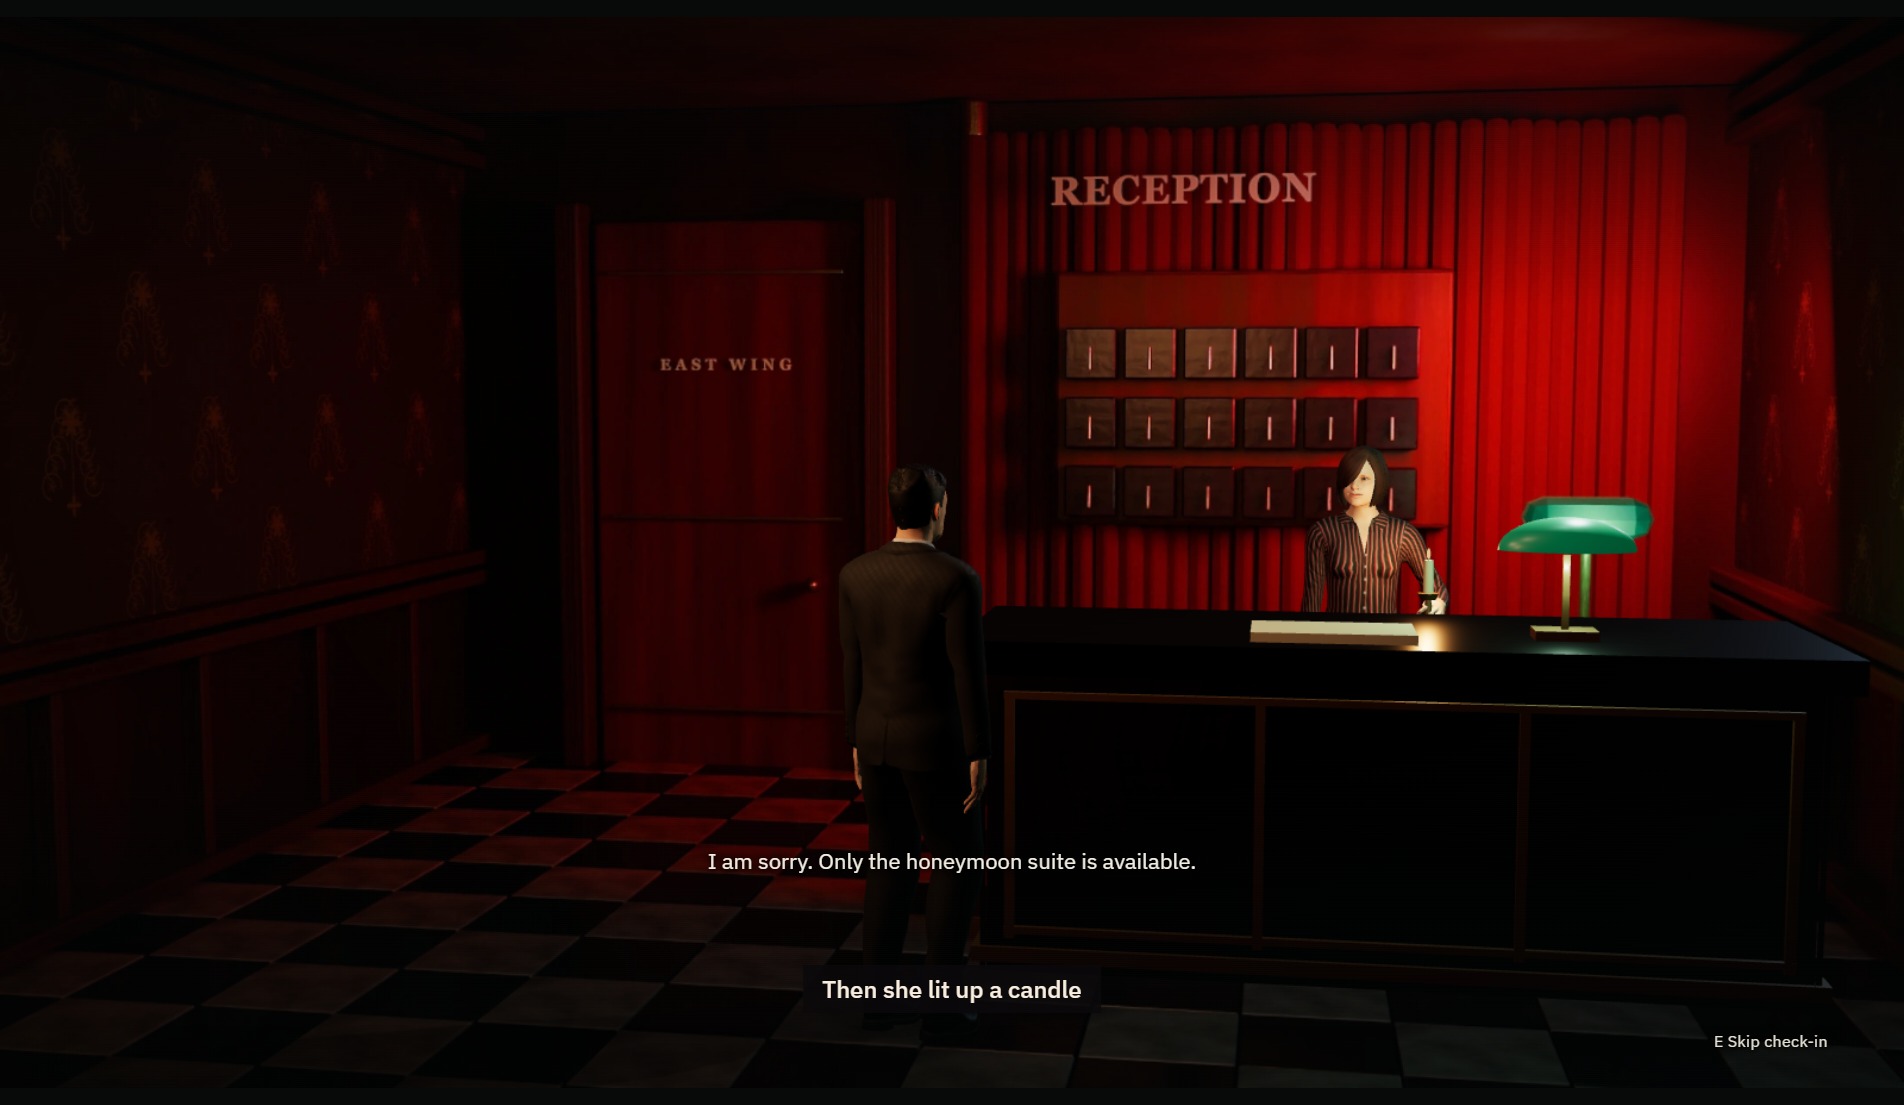 RECEPTION
EAST WING
I am sorry. Only the honeymoon suite is available.
Then she lit up a candle
E Skip check-in